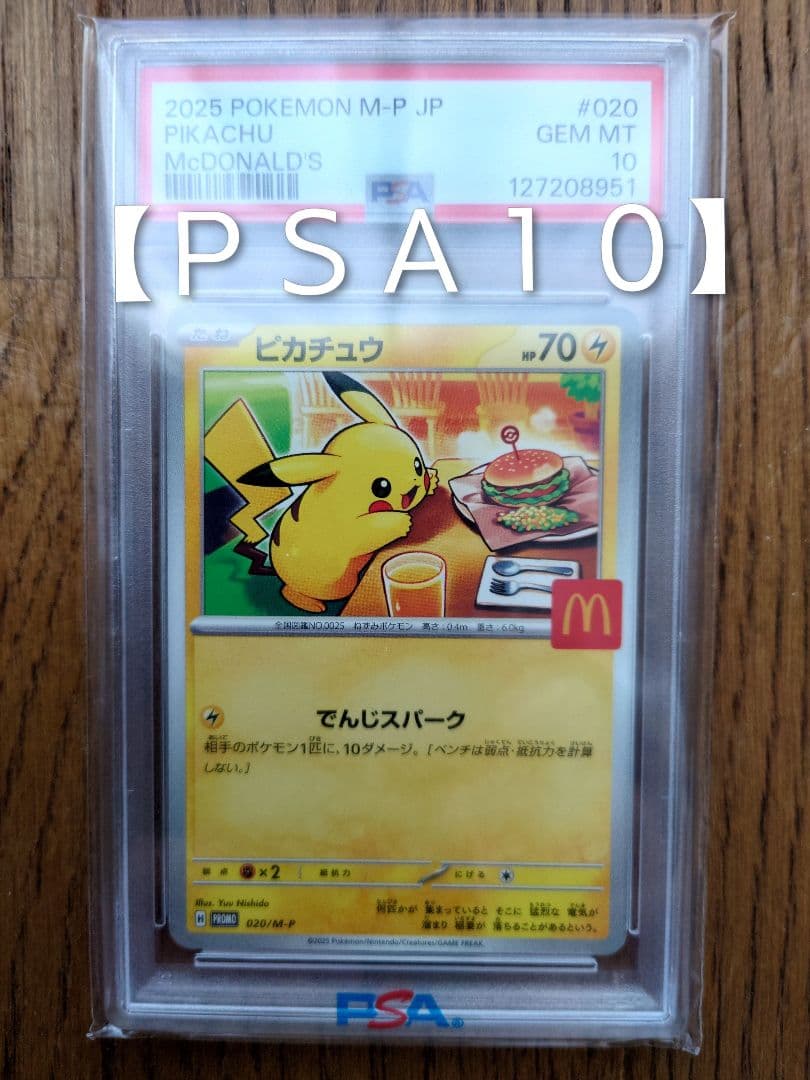 2025 POKEMON M-P JP #020
PIKACHU GEM MT
McDONALD'S 10
PSA 127208951
【PSA10】
たね ピカチュウ HP70
全国図鑑NO.0025 ねずみポケモン 高さ:0.4m 重さ:6.0kg
でんじスパーク
相手のポケモン1匹に、10ダメージ。[ベンチは弱点・抵抗力を計算
しない。]
弱点 ×2 抵抗力 にげる
Illus. Yuu Nishido
何匹かが 集まっていると そこに 猛烈な 電気が
H PROMO 020/M-P
溜まり 稲妻が 落ちることがあるという。
©2025 Pokémon/Nintendo/Creatures/GAME FREAK
PSA®